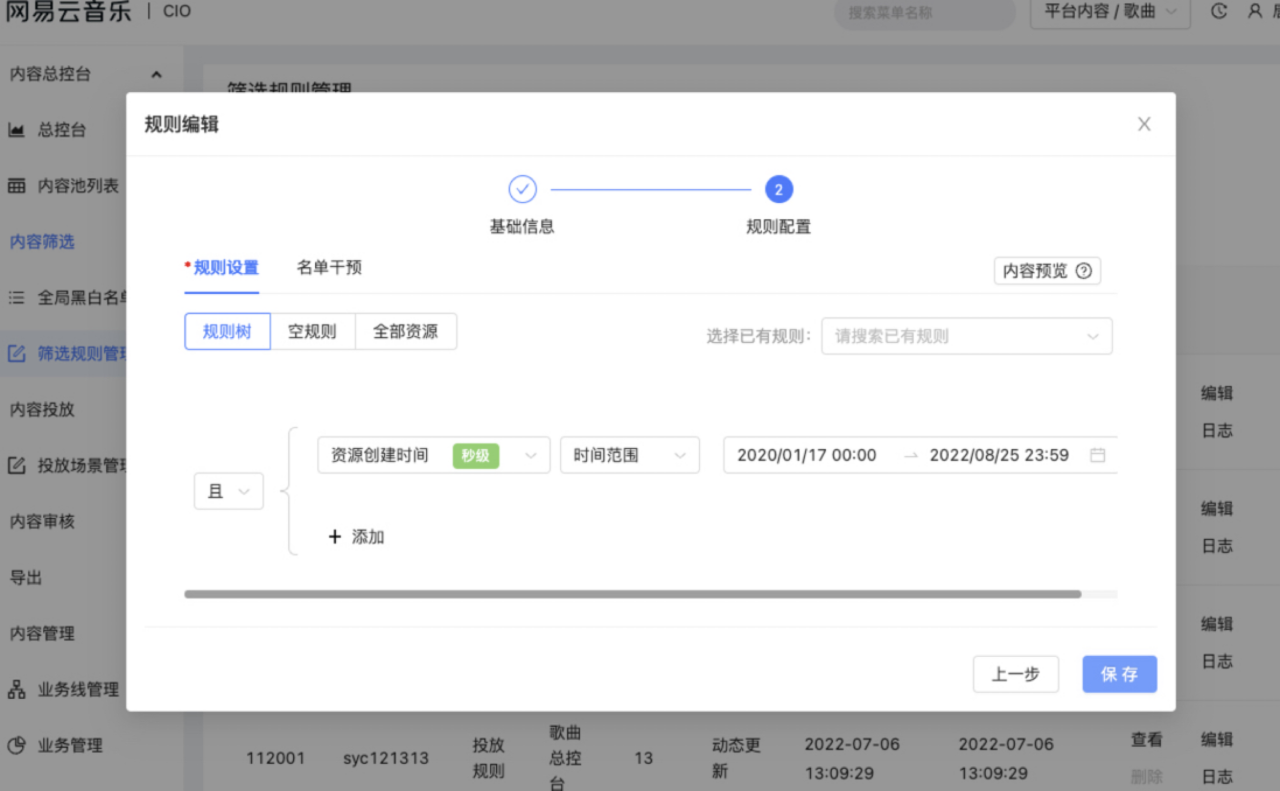 网易云音乐 | CIO
搜索菜单名称
平台内容 / 歌曲
内容总控台
总控台
内容池列表
内容筛选
全局黑白名单
筛选规则管理
内容投放
投放场景管理
内容审核
导出
内容管理
业务线管理
业务管理
筛选规则管理
规则编辑
2
基础信息
规则配置
*规则设置
名单干预
内容预览
规则树
空规则
全部资源
选择已有规则:
请搜索已有规则
且
资源创建时间
秒级
时间范围
2020/01/17 00:00
2022/08/25 23:59
+ 添加
上一步
保存
编辑
日志
编辑
日志
编辑
日志
112001
syc121313
投放
规则
歌曲
总控
台
13
动态更
新
2022-07-06
13:09:29
2022-07-06
13:09:29
查看
删除
编辑
日志